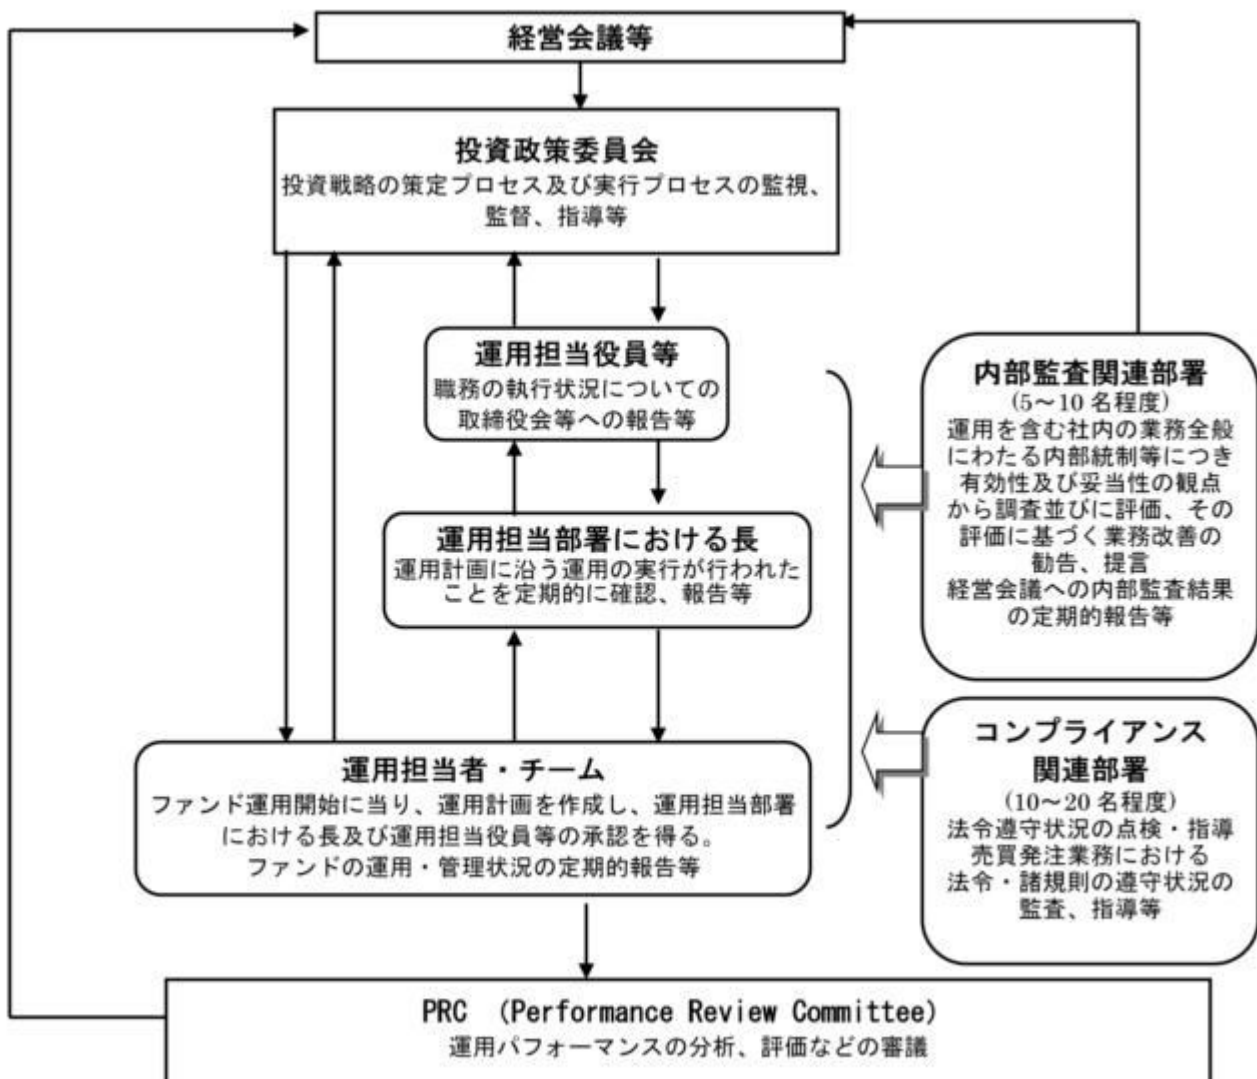 経営会議等
投資政策委員会
投資戦略の策定プロセス及び実行プロセスの監視、
監督、指導等
運用担当役員等
職務の執行状況についての
取締役会等への報告等
運用担当部署における長
運用計画に沿う運用の実行が行われた
ことを定期的に確認、報告等
運用担当者・チーム
ファンド運用開始に当り、運用計画を作成し、運用担当部署
における長及び運用担当役員等の承認を得る。
ファンドの運用・管理状況の定期的報告等
内部監査関連部署
(5～10 名程度)
運用を含む社内の業務全般
にわたる内部統制等につき
有効性及び妥当性の観点
から調査並びに評価、その
評価に基づく業務改善の
勧告、提言
経営会議への内部監査結果
の定期的報告等
コンプライアンス
関連部署
(10～20 名程度)
法令遵守状況の点検・指導
売買発注業務における
法令・諸規則の遵守状況の
監査、指導等
PRC （Performance Review Committee）
運用パフォーマンスの分析、評価などの審議